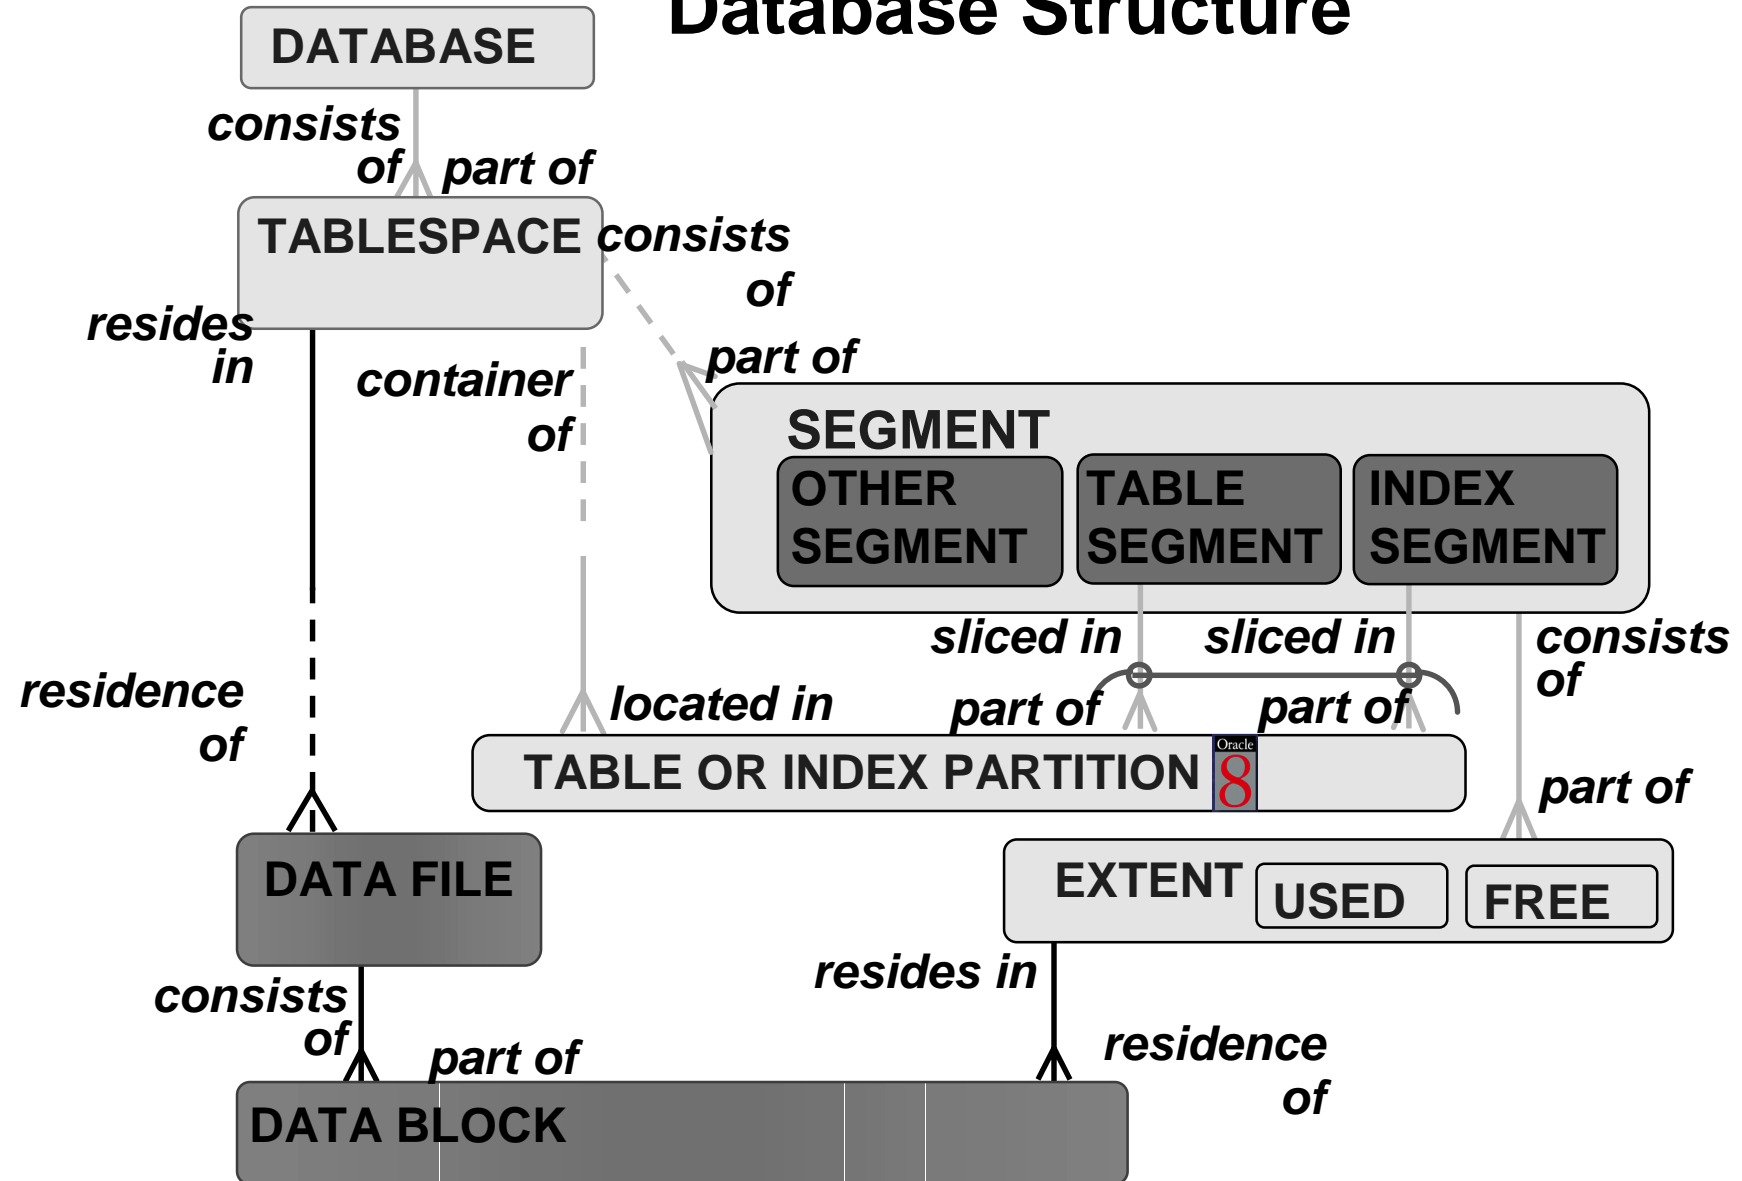 Database Structure
DATABASE
consists
of
part of
TABLESPACE
consists
of
resides
in
container
of
part of
SEGMENT
OTHER
SEGMENT
TABLE
SEGMENT
INDEX
SEGMENT
sliced in
sliced in
consists
of
residence
of
located in
part of
part of
TABLE OR INDEX PARTITION
Oracle
8
part of
DATA FILE
EXTENT
USED
FREE
consists
of
resides in
part of
residence
of
DATA BLOCK